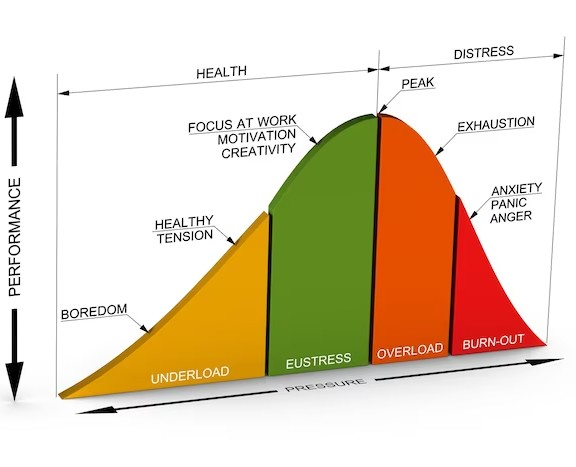 HEALTH
DISTRESS
PEAK
FOCUS AT WORK
MOTIVATION
CREATIVITY
EXHAUSTION
HEALTHY
TENSION
ANXIETY
PANIC
ANGER
BOREDOM
PERFORMANCE
UNDERLOAD
EUSTRESS
OVERLOAD
BURN-OUT
PRESSURE